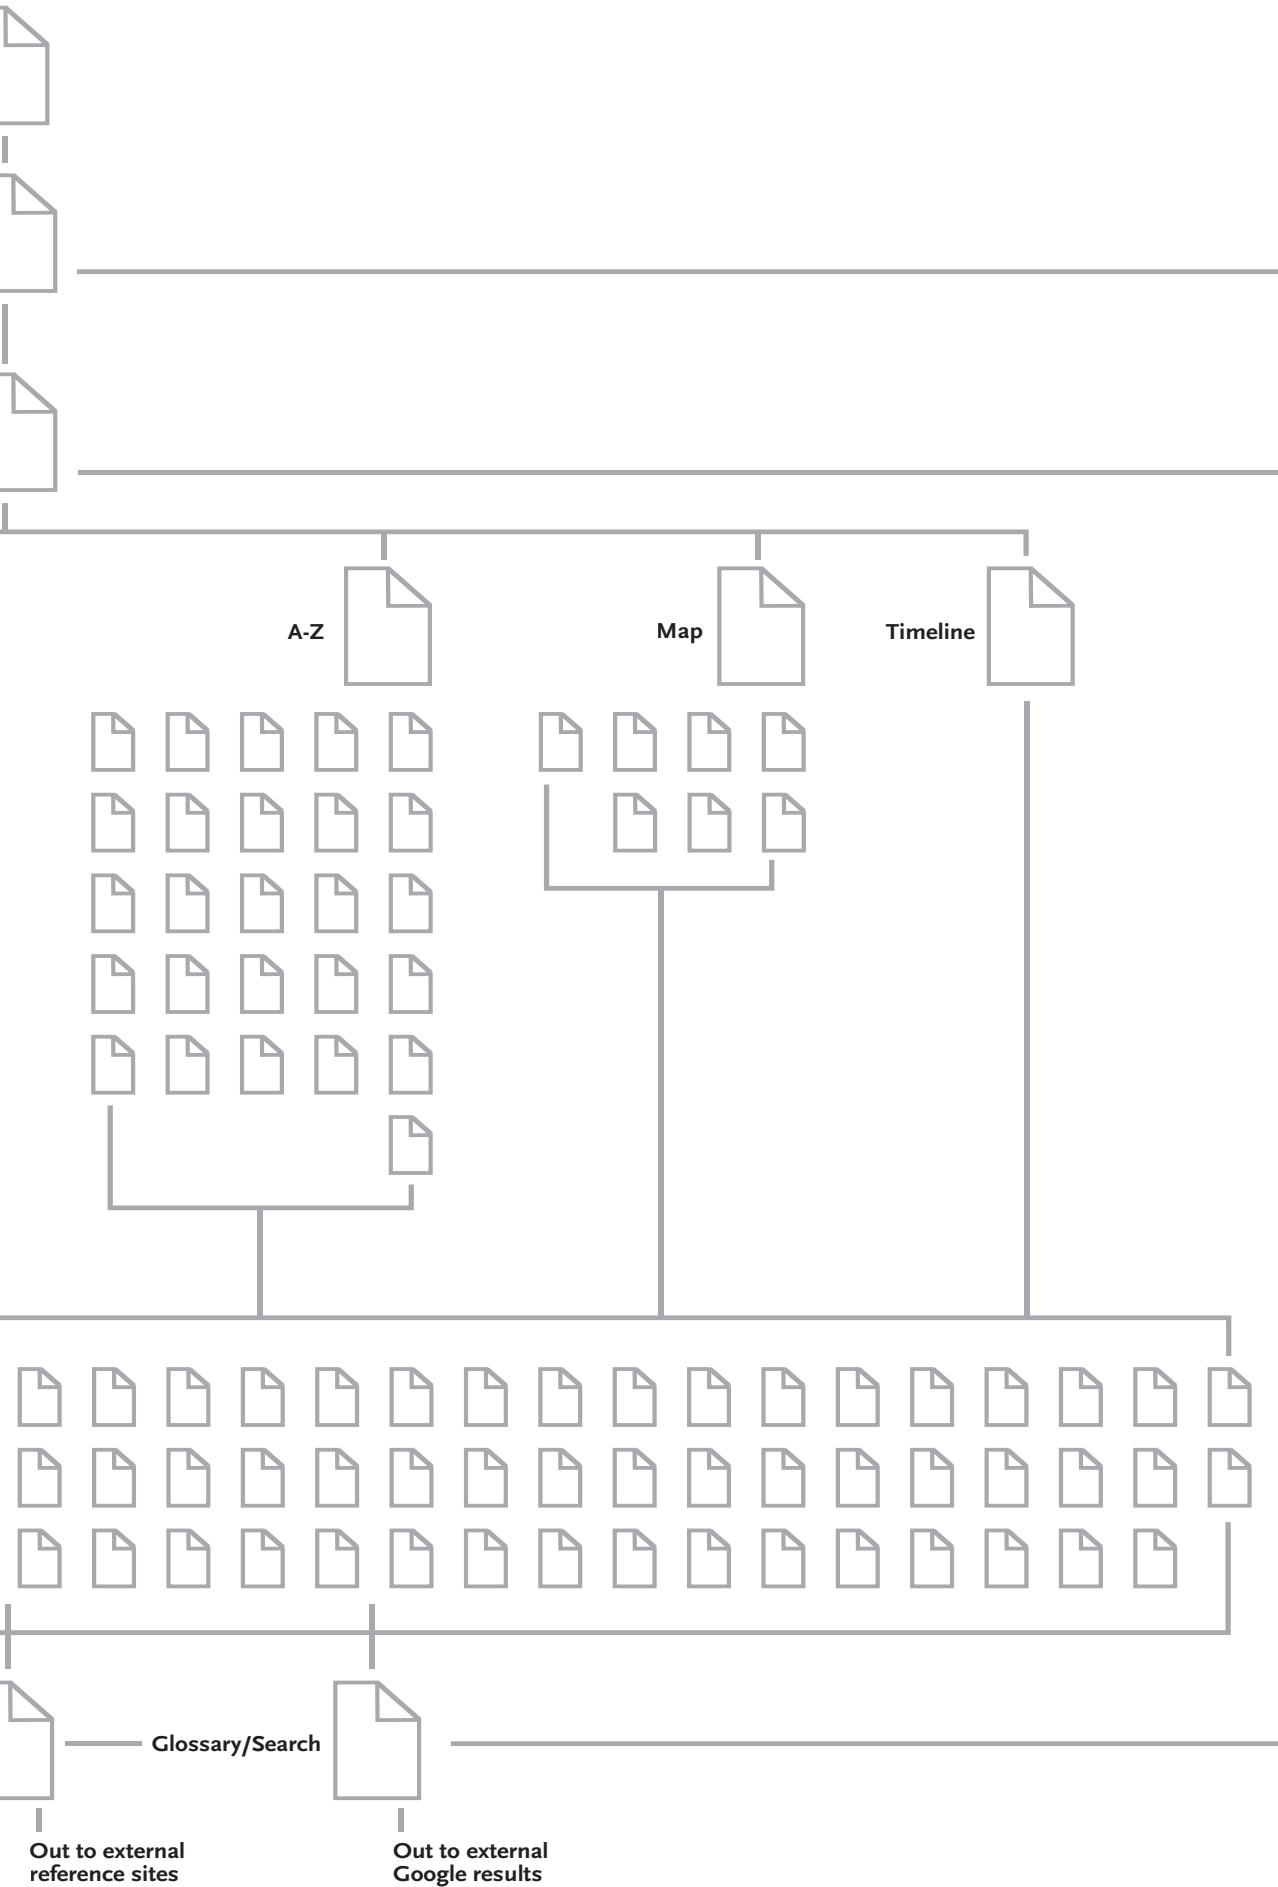 A-Z
Map
Timeline
Glossary/Search
Out to external
reference sites
Out to external
Google results